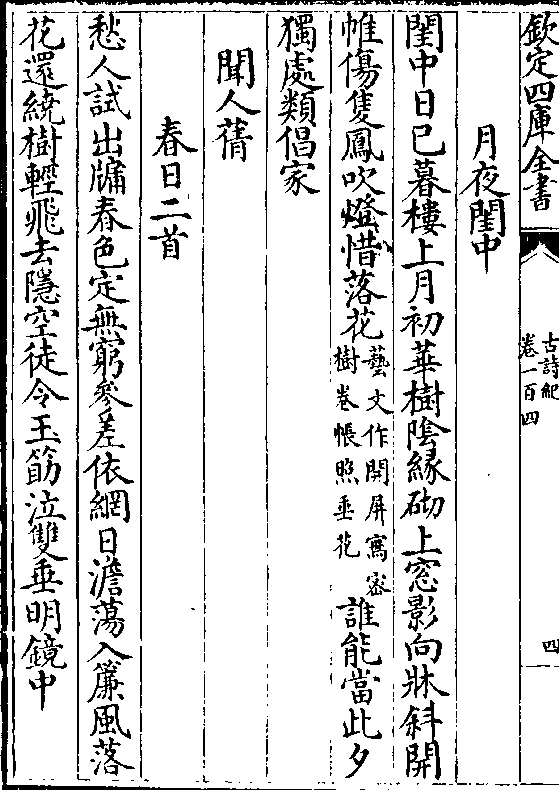 欽定四庫全書
古詩紀
卷一百四
四
月夜閨中
閨中日已暮樓上月初華樹陰縁砌上窓影向牀斜開
帷傷隻鳳吹燈惜落花藝文作開屏寫宻樹卷帳照垂花誰能當此夕
獨處類倡家
聞人蒨
春日二首
愁人試出牖春色定無窮參差依網日澹蕩入簾風落
花還繞樹輕飛去隱空徒令玉筯泣雙垂明鏡中